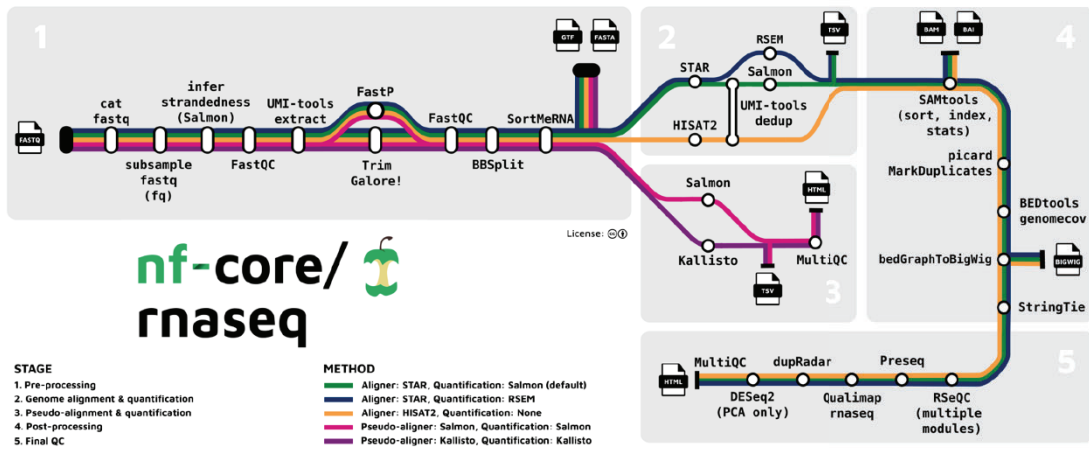 1
FASTQ
cat
fastq
subsample
fastq
(fq)
infer
strandedness
(Salmon)
FastQC
UMI-tools
extract
FastP
Trim
Galore!
FastQC
BBSplit
SortMeRNA
GTF
FASTA
2
STAR
RSEM
Salmon
HISAT2
UMI-tools
dedup
TSV
3
Salmon
Kallisto
TSV
HTML
MultiQC
4
BAM
BAI
SAMtools
(sort, index,
stats)
picard
MarkDuplicates
BEDtools
genomecov
bedGraphToBigWig
BIGWIG
StringTie
5
HTML
MultiQC
DESeq2
(PCA only)
dupRadar
Qualimap
rnaseq
Preseq
RSeQC
(multiple
modules)
License:
nf-core/
rnaseq
STAGE
1. Pre-processing
2. Genome alignment & quantification
3. Pseudo-alignment & quantification
4. Post-processing
5. Final QC
METHOD
Aligner: STAR, Quantification: Salmon (default)
Aligner: STAR, Quantification: RSEM
Aligner: HISAT2, Quantification: None
Pseudo-aligner: Salmon, Quantification: Salmon
Pseudo-aligner: Kallisto, Quantification: Kallisto